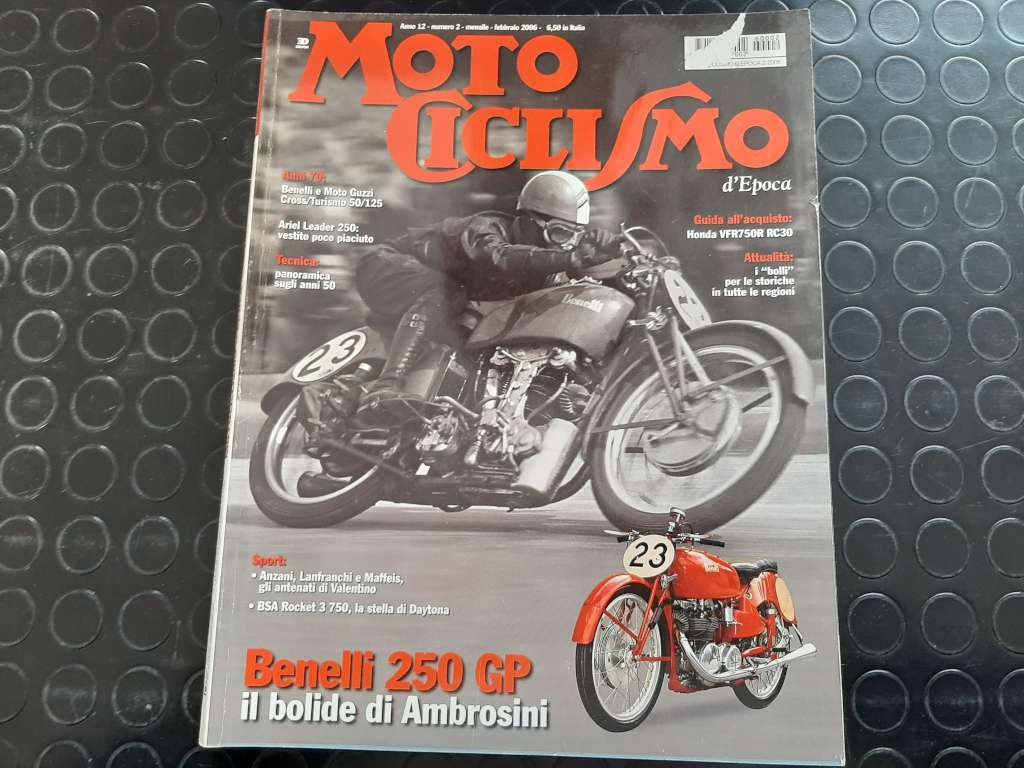 Anno 12 - numero 2 - mensile - febbraio 2006 - 6,50 in Italia
MOTO
CICLISMO
d'Epoca
Anni 70:
Benelli e Moto Guzzi
Cross/Turismo 50/125
Ariel Leader 250:
vestito poco piaciuto
Tecnica:
panoramica
sugli anni 50
Guida all'acquisto:
Honda VFR750R RC30
Attualità:
i "bolli"
per le storiche
in tutte le regioni
Benelli
23
Sport:
• Anzani, Lanfranchi e Maffeis,
gli antenati di Valentino
• BSA Rocket 3 750, la stella di Daytona
23
Benelli 250 GP
il bolide di Ambrosini